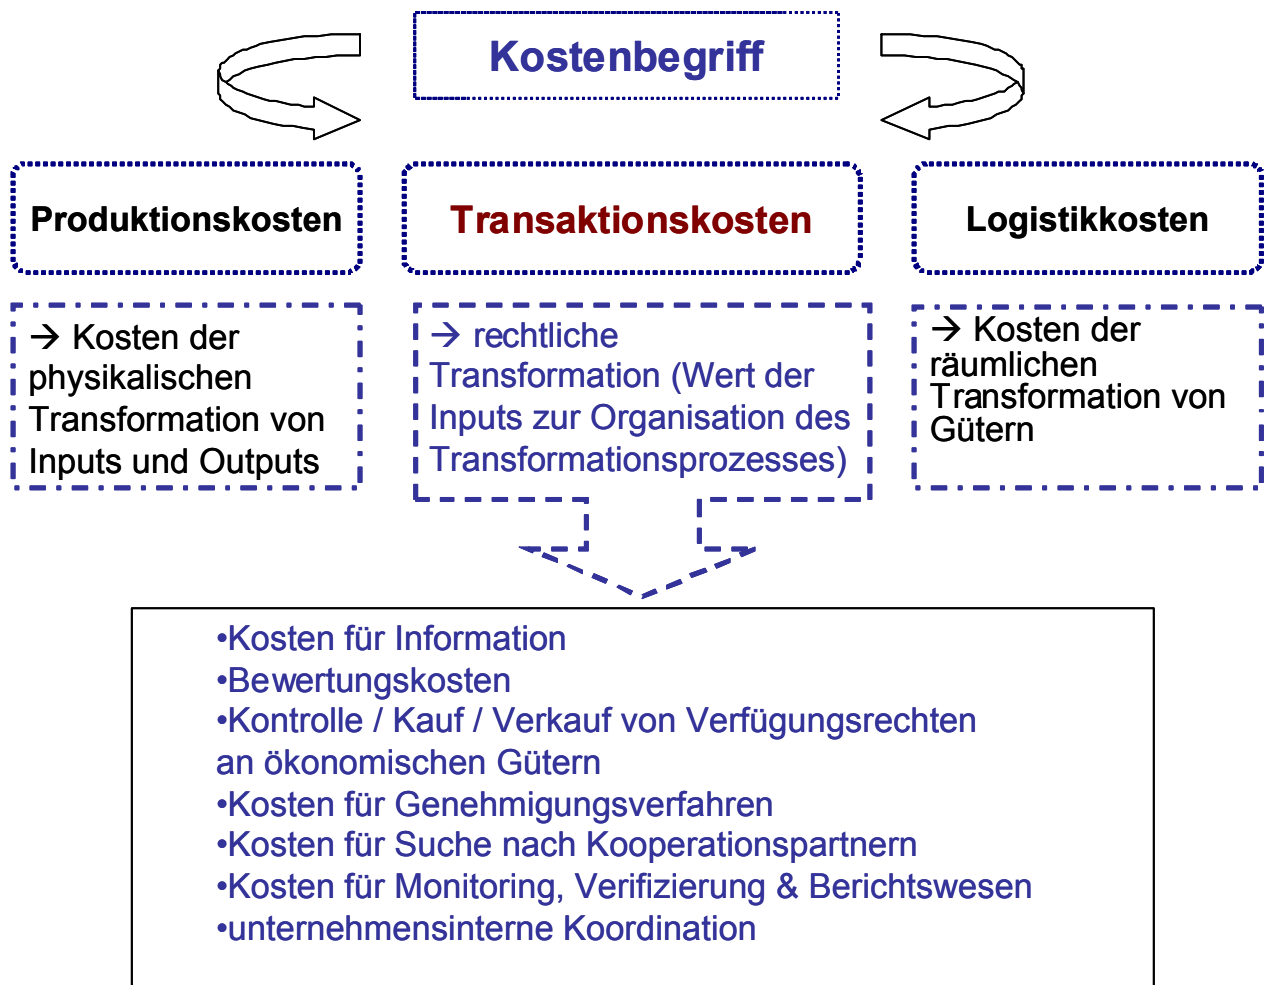 Kostenbegriff
Produktionskosten
Transaktionskosten
Logistikkosten
→ Kosten der
physikalischen
Transformation von
Inputs und Outputs
→ rechtliche
Transformation (Wert der
Inputs zur Organisation des
Transformationsprozesses)
→ Kosten der
räumlichen
Transformation von
Gütern
•Kosten für Information
•Bewertungskosten
•Kontrolle / Kauf / Verkauf von Verfügungsrechten
an ökonomischen Gütern
•Kosten für Genehmigungsverfahren
•Kosten für Suche nach Kooperationspartnern
•Kosten für Monitoring, Verifizierung & Berichtswesen
•unternehmensinterne Koordination